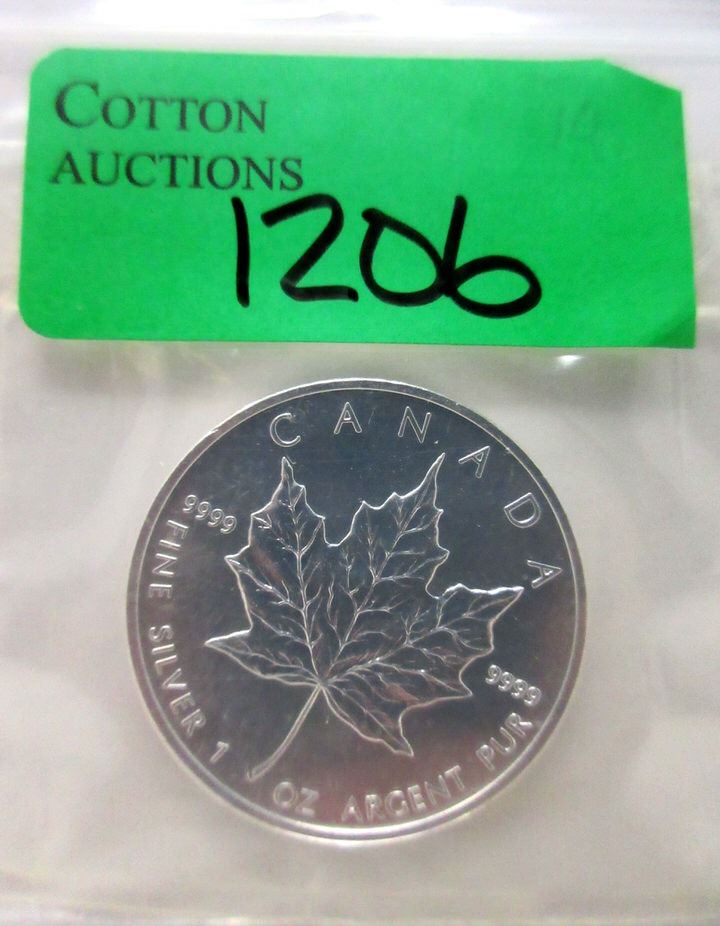 COTTON
AUCTIONS
1206
CANADA
9999
FINE SILVER 1 OZ ARGENT PUR
9999